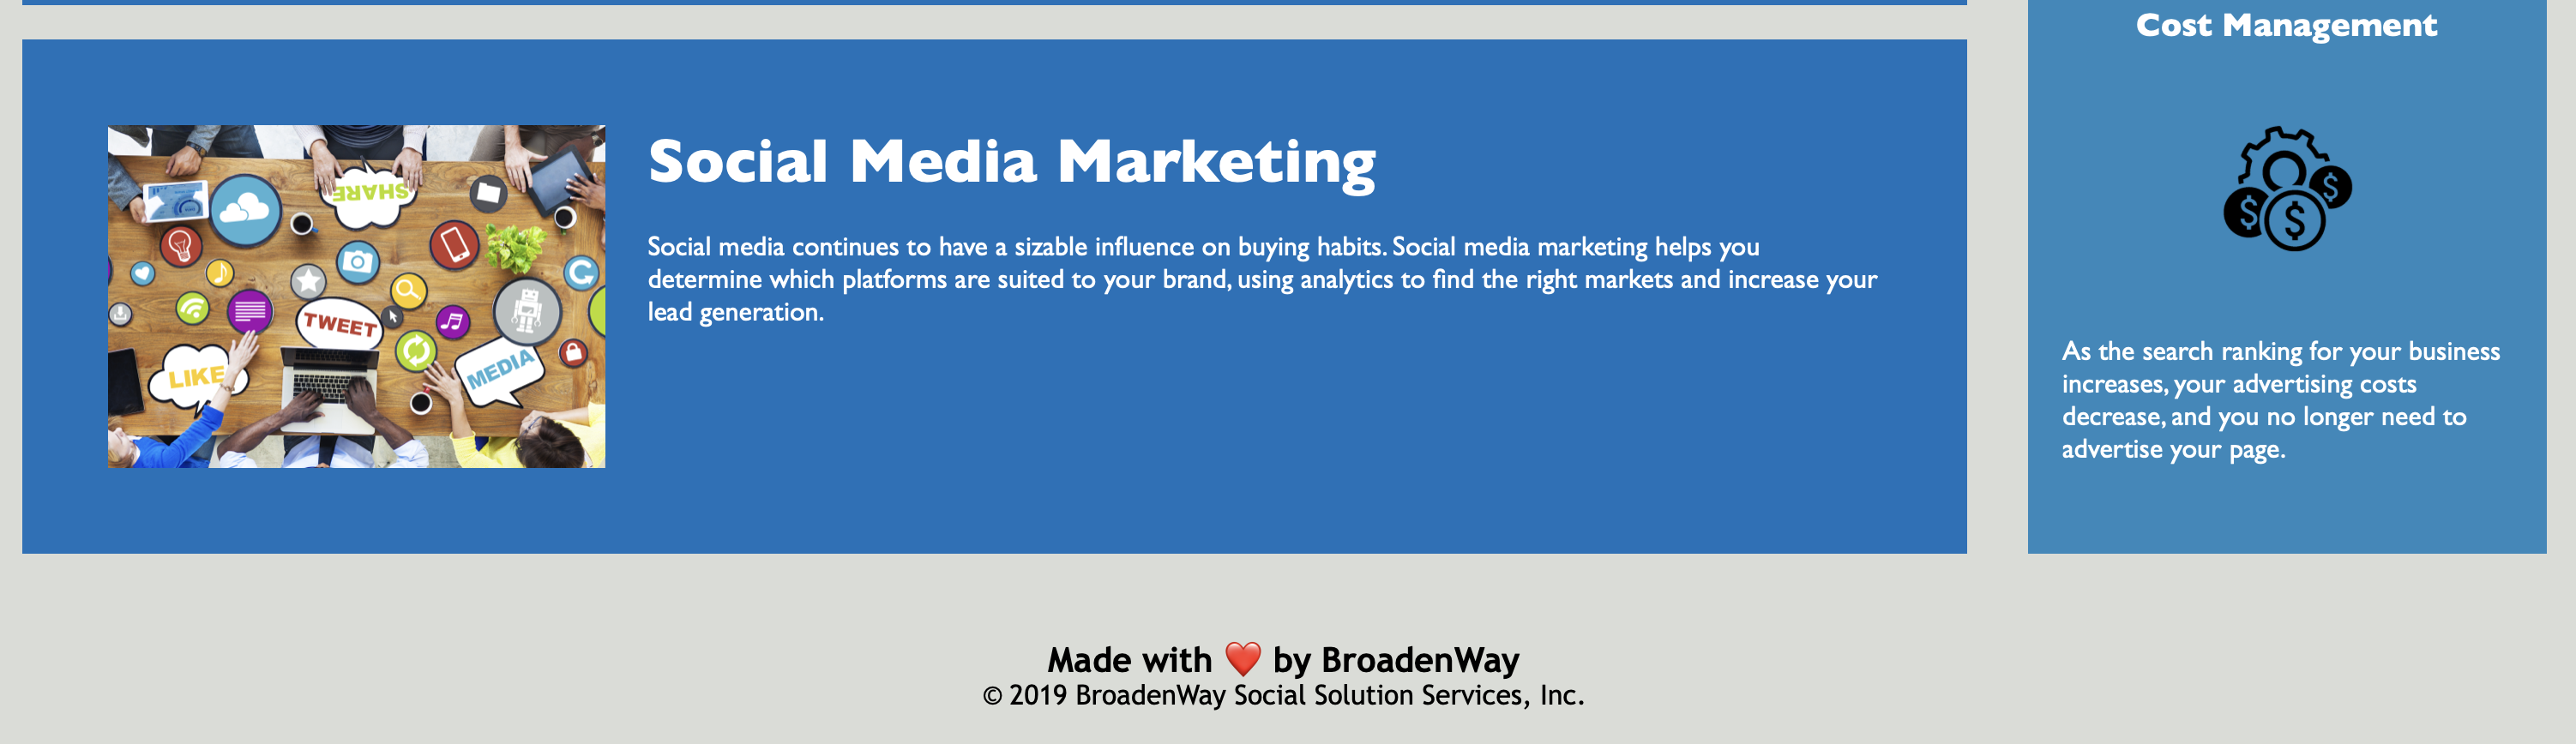 Cost Management
Social Media Marketing
Social media continues to have a sizable influence on buying habits. Social media marketing helps you
determine which platforms are suited to your brand, using analytics to find the right markets and increase your
lead generation.
SHARE
TWEET
LIKE
MEDIA
$
$
$
As the search ranking for your business
increases, your advertising costs
decrease, and you no longer need to
advertise your page.
Made with ❤️ by BroadenWay
© 2019 BroadenWay Social Solution Services, Inc.